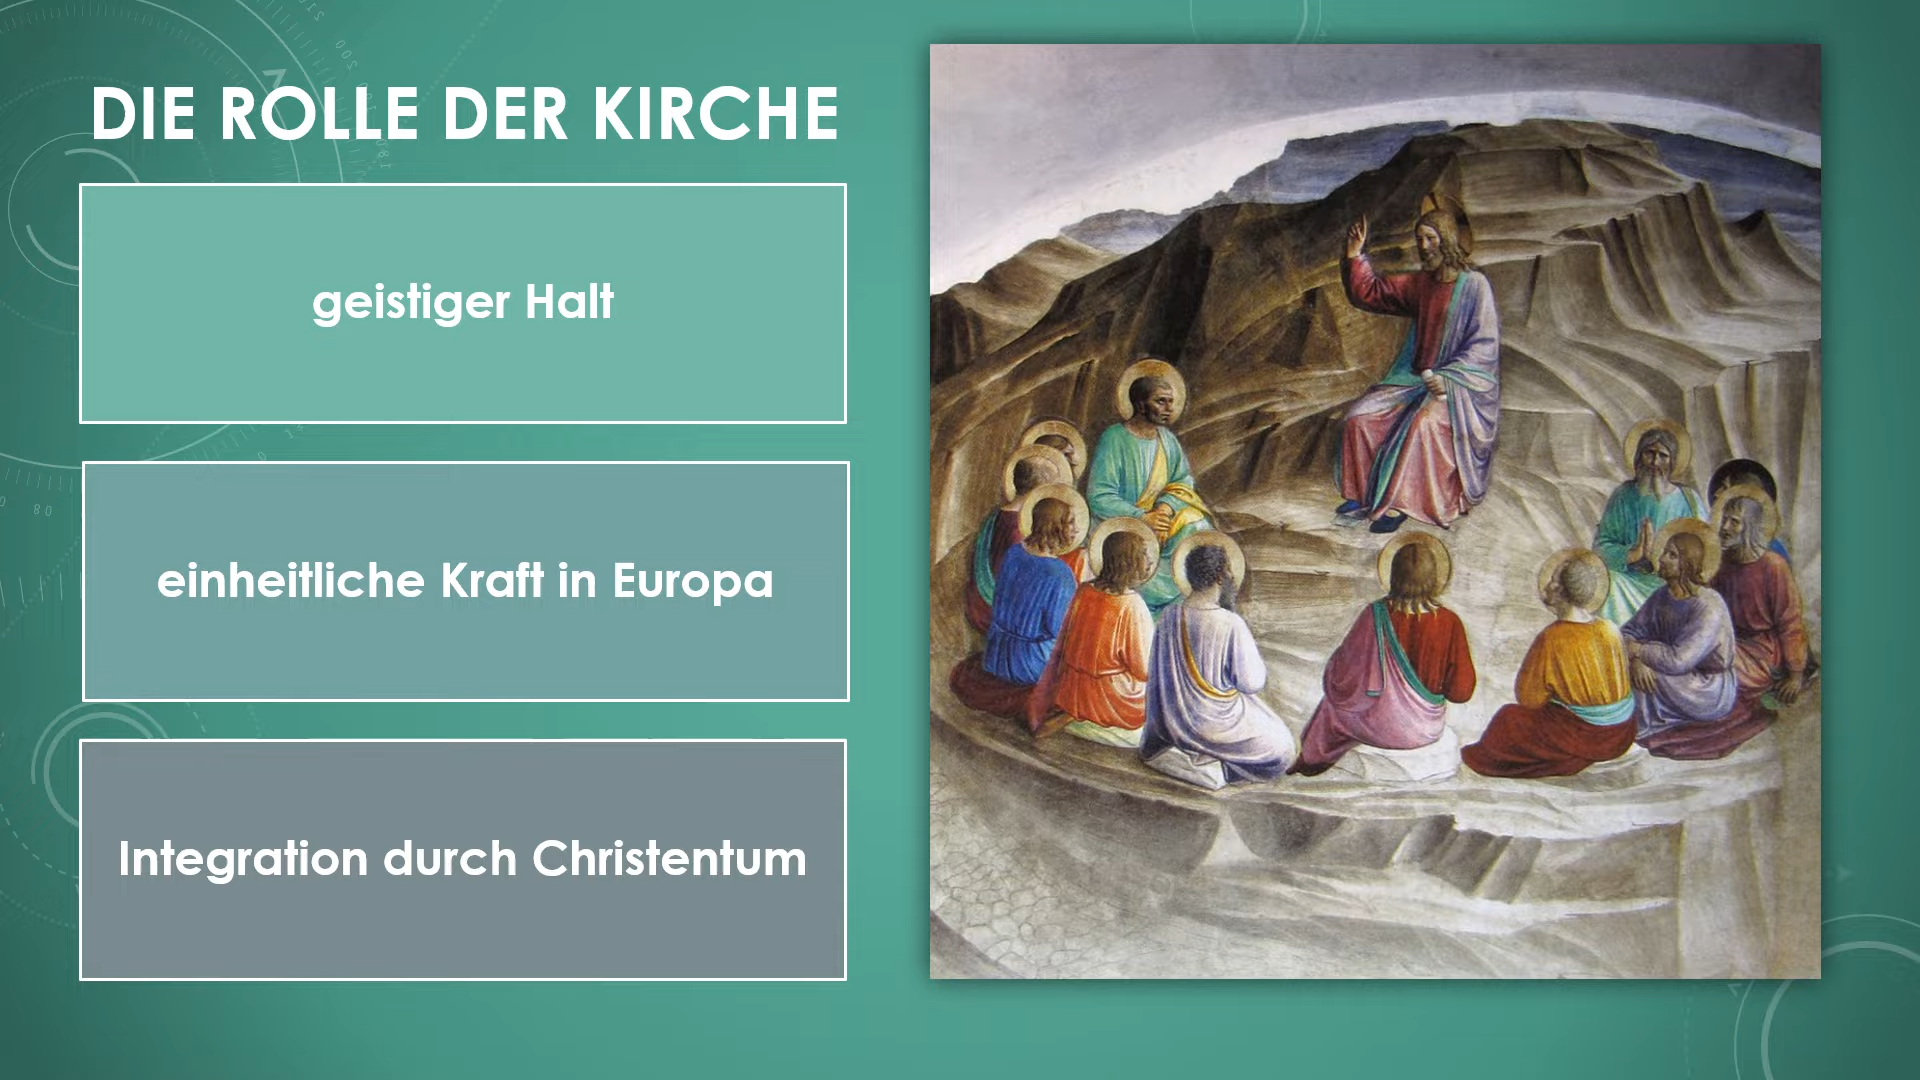 DIE ROLLE DER KIRCHE
geistiger Halt
einheitliche Kraft in Europa
Integration durch Christentum